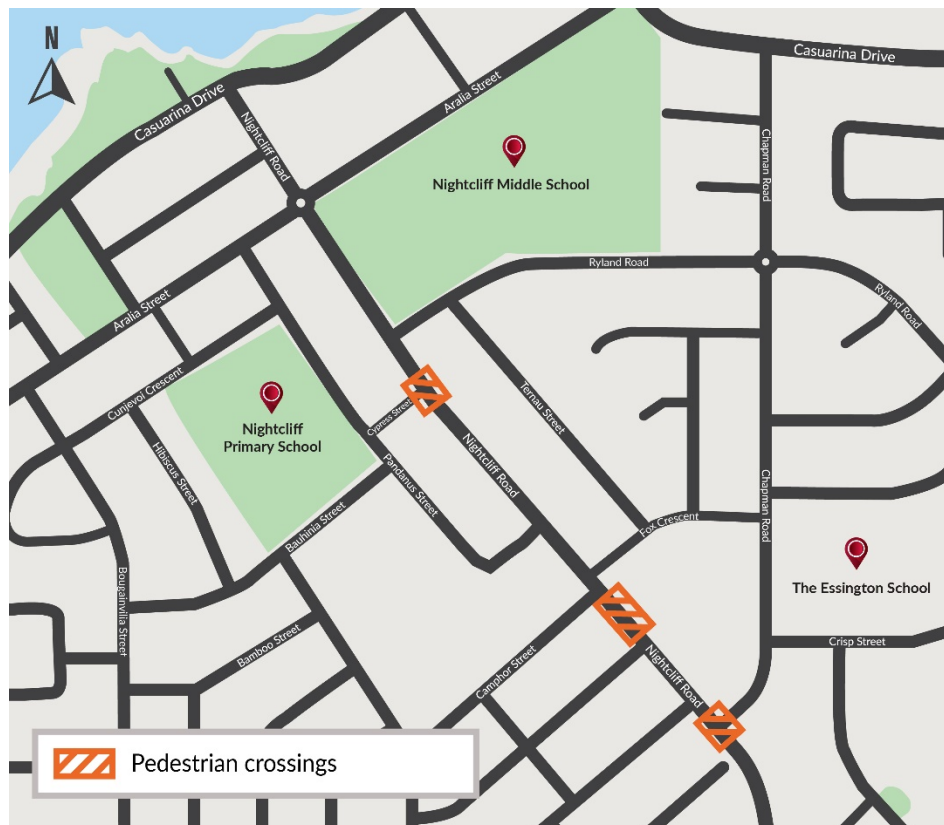 N
Casuarina Drive
Casuarina Drive
Aralia Street
Nightcliff Road
Nightcliff Middle School
Chapman Road
Ryland Road
Ryland Road
Aralia Street
Cunjevoi Crescent
Nightcliff
Primary School
Cypress Street
Ternau Street
Hibiscus Street
Pandanus Street
Nightcliff Road
Chapman Road
Bauhinia Street
Fox Crescent
The Essington School
Bougainvilia Street
Bamboo Street
Camphor Street
Nightcliff Road
Crisp Street
Pedestrian crossings